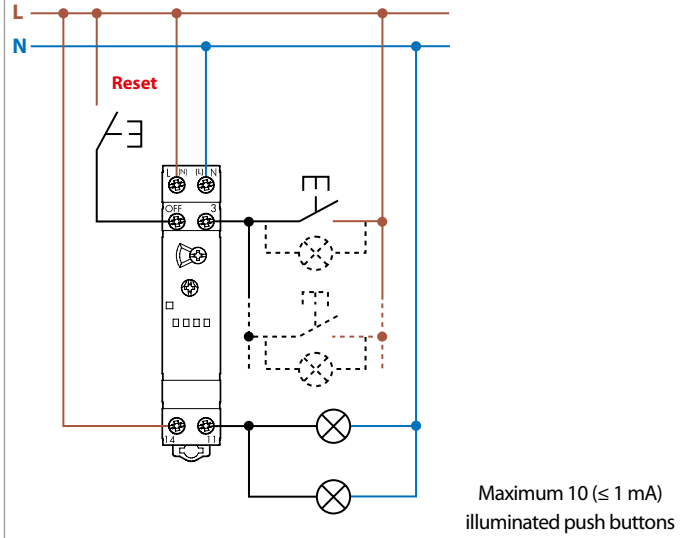 L
N
Reset
L (N) (L) N
OFF 3
14 11
Maximum 10 (≤ 1 mA)
illuminated push buttons